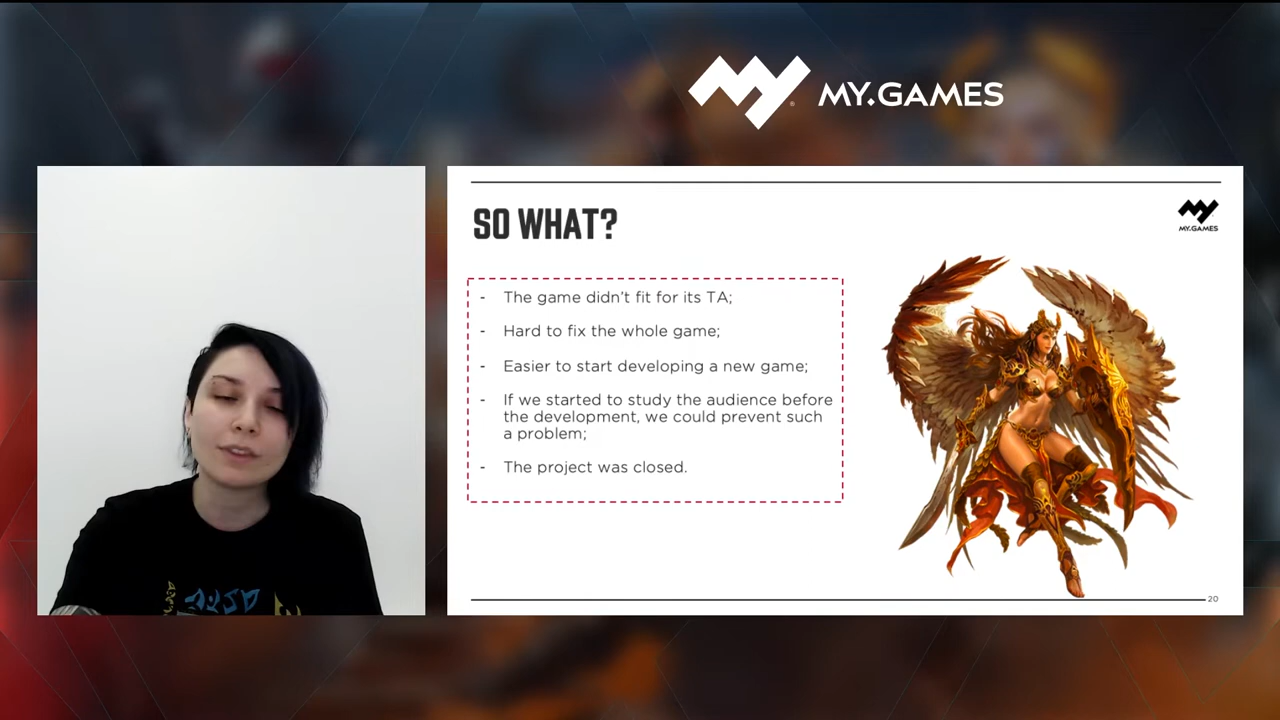 MY.GAMES
SO WHAT?
MY.GAMES
- The game didn't fit for its TA;
- Hard to fix the whole game;
- Easier to start developing a new game;
- If we started to study the audience before
the development, we could prevent such
a problem;
- The project was closed.
20